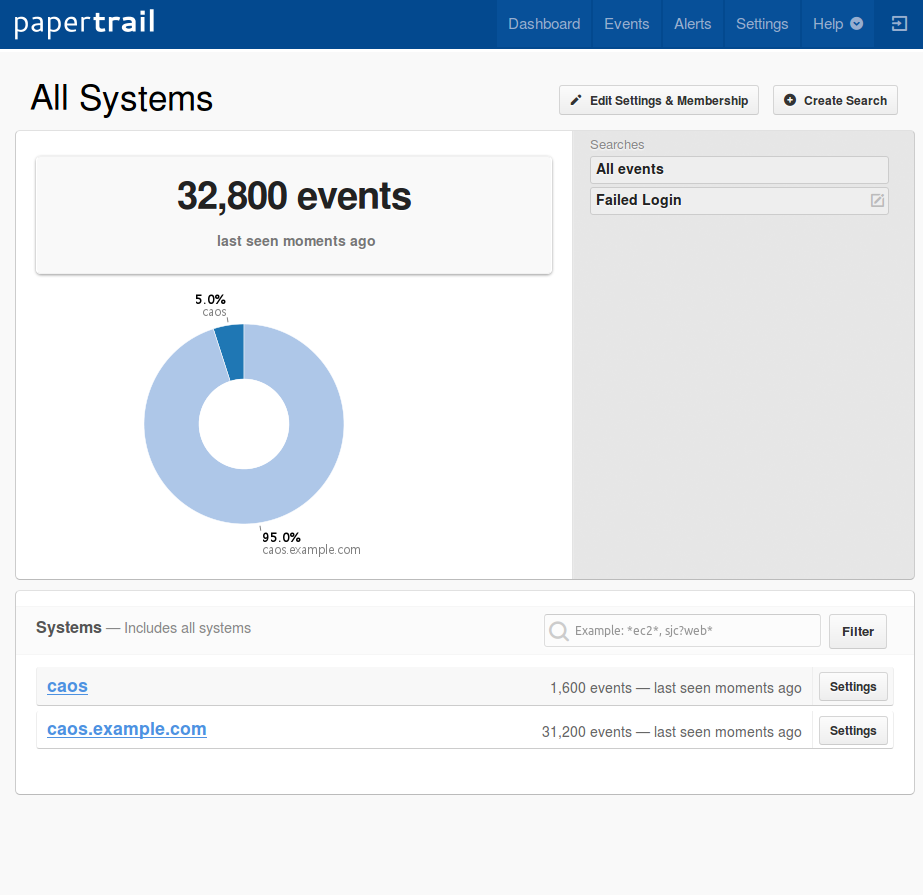 papertrail
Dashboard Events Alerts Settings Help
All Systems
Edit Settings & Membership
Create Search
32,800 events
last seen moments ago
Searches
All events
Failed Login
5.0%
caos
95.0%
caos.example.com
Systems — Includes all systems
Example: *ec2*, sjc?web*
Filter
caos
1,600 events — last seen moments ago
Settings
caos.example.com
31,200 events — last seen moments ago
Settings